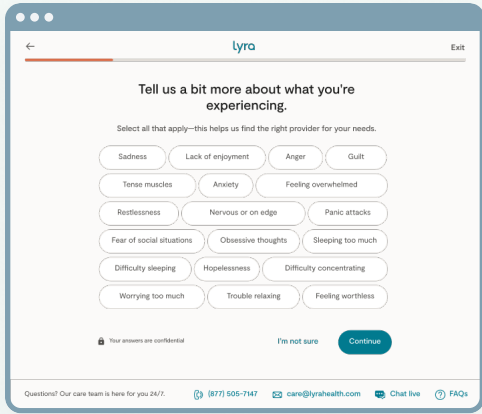 lyra
Exit
Tell us a bit more about what you're
experiencing.
Select all that apply—this helps us find the right provider for your needs.
Sadness Lack of enjoyment Anger Guilt
Tense muscles Anxiety Feeling overwhelmed
Restlessness Nervous or on edge Panic attacks
Fear of social situations Obsessive thoughts Sleeping too much
Difficulty sleeping Hopelessness Difficulty concentrating
Worrying too much Trouble relaxing Feeling worthless
Your answers are confidential I'm not sure Continue
Questions? Our care team is here for you 24/7. (877) 505-7147 care@lyrahealth.com Chat live FAQs